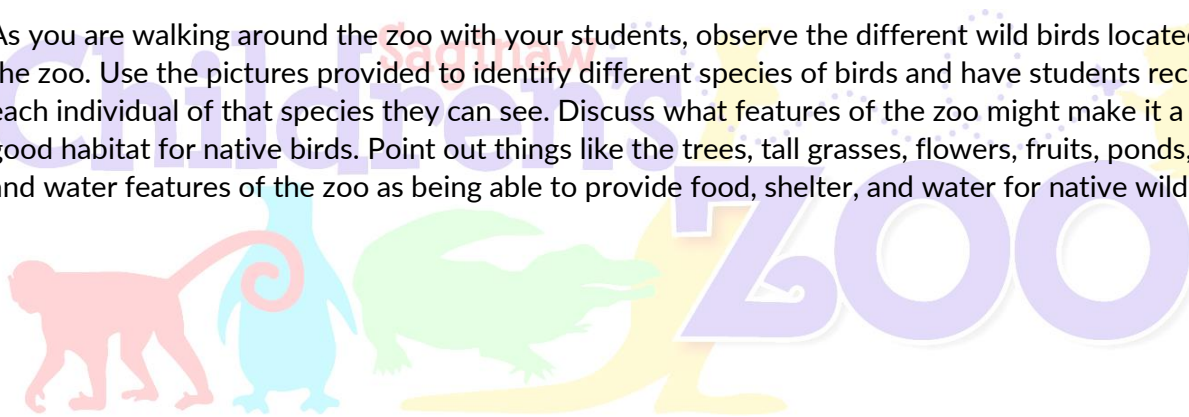 As you are walking around the zoo with your students, observe the different wild birds
the zoo. Use the pictures provided to identify different species of birds and have students
each individual of that species they can see. Discuss what features of the zoo might make it a
good habitat for native birds. Point out things like the trees, tall grasses, flowers, fruits, ponds,
and water features of the zoo as being able to provide food, shelter, and water for native
Saginaw
Children's
ZOO